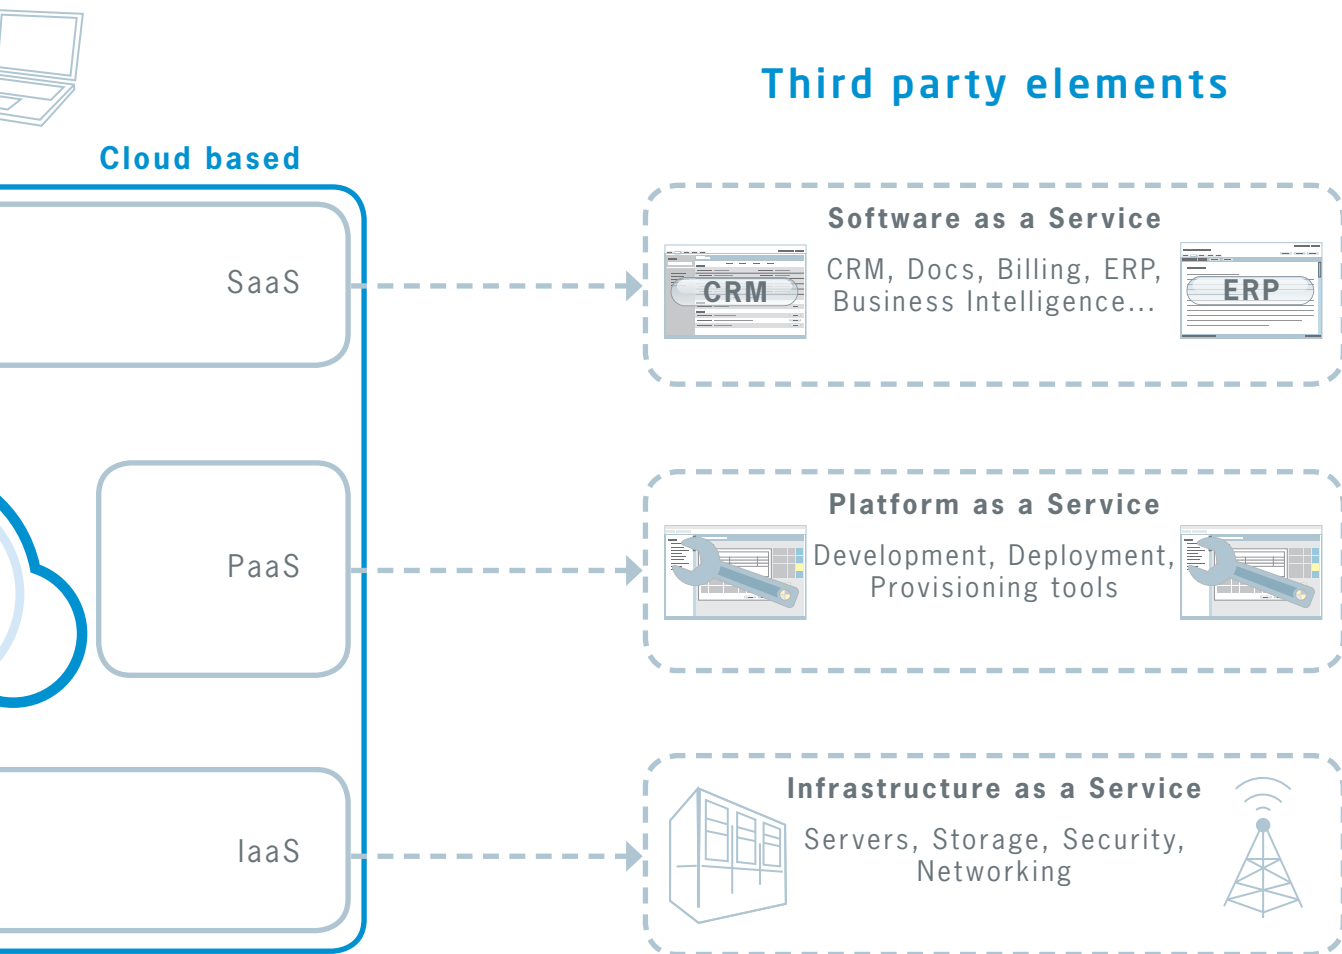 Third party elements
Cloud based
SaaS
Software as a Service
CRM
CRM, Docs, Billing, ERP,
Business Intelligence...
ERP
PaaS
Platform as a Service
Development, Deployment,
Provisioning tools
IaaS
Infrastructure as a Service
Servers, Storage, Security,
Networking